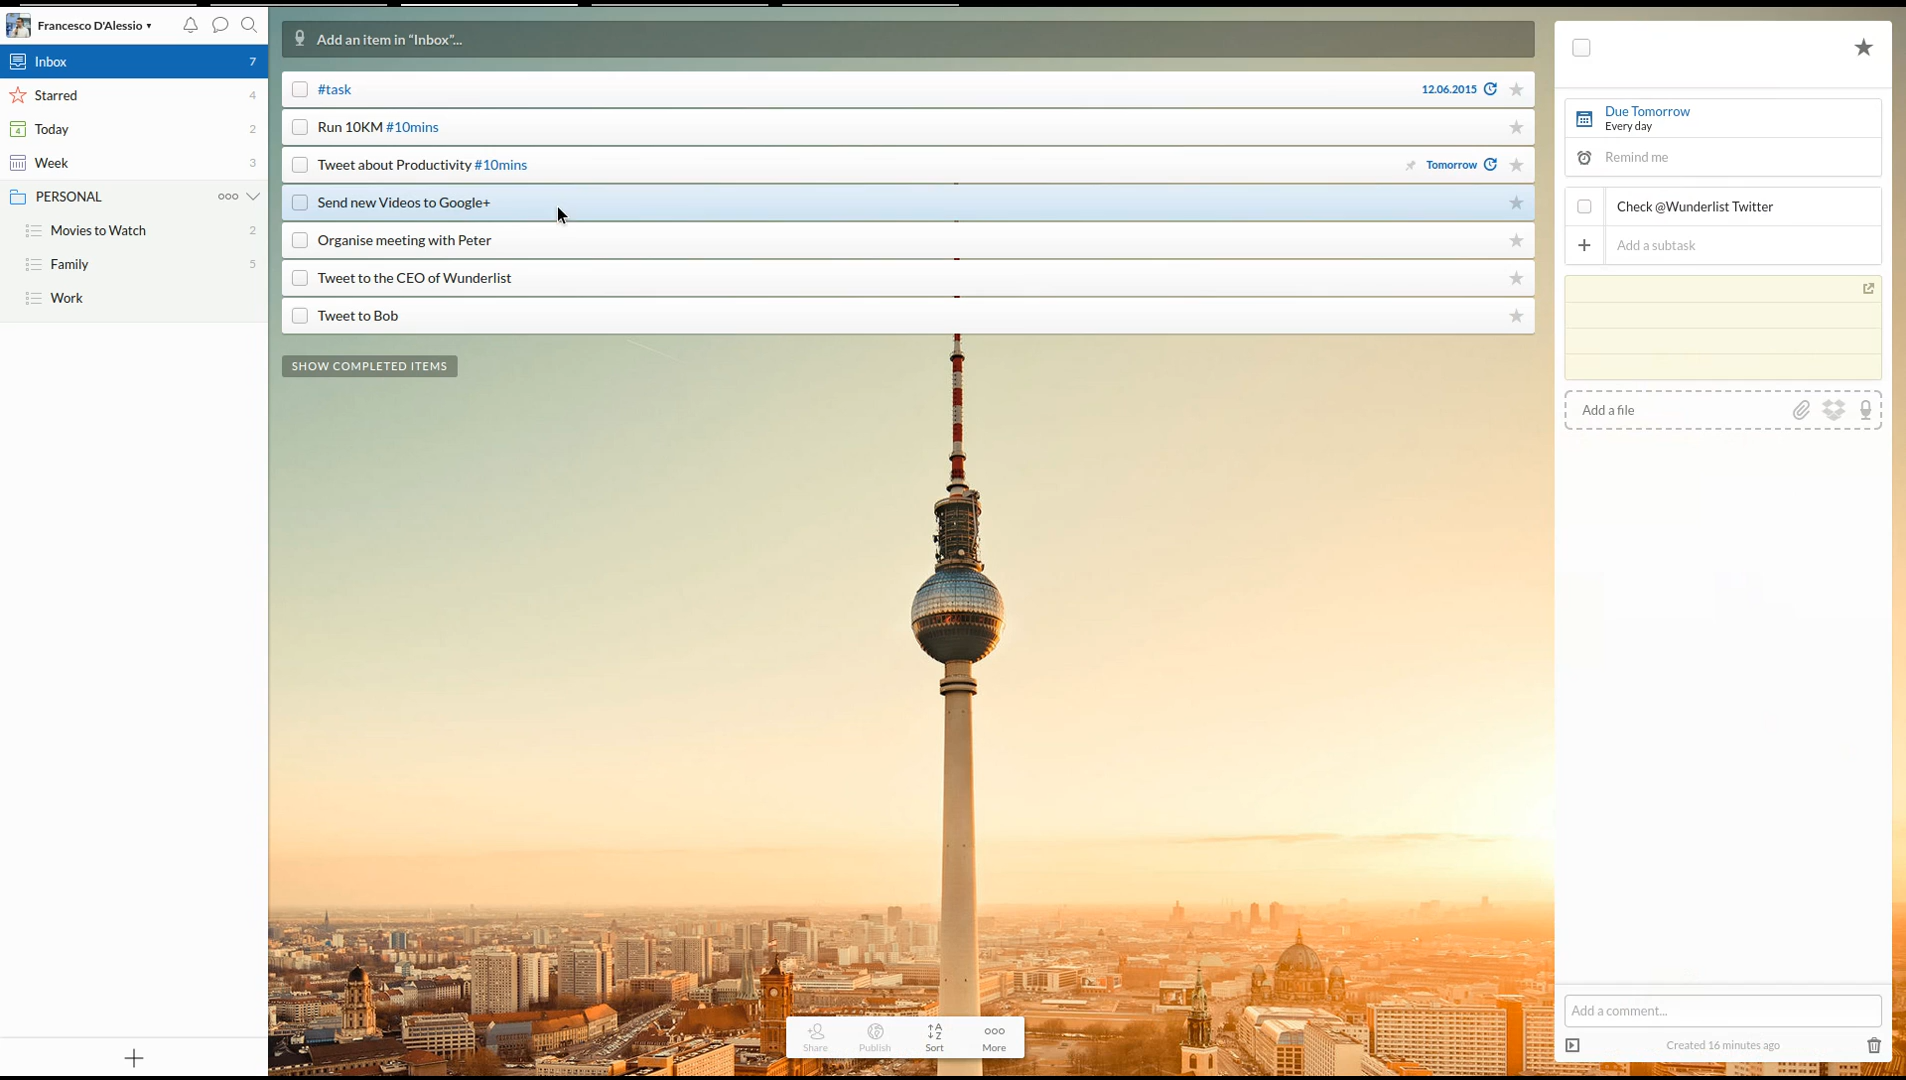 Francesco D'Alessio
Inbox 7
Starred 4
4 Today 2
Week 3
PERSONAL
Movies to Watch 2
Family 5
Work
Add an item in “Inbox”...
#task 12.06.2015
Run 10KM #10mins
Tweet about Productivity #10mins Tomorrow
Send new Videos to Google+
Organise meeting with Peter
Tweet to the CEO of Wunderlist
Tweet to Bob
SHOW COMPLETED ITEMS
Share Publish Sort More
Due Tomorrow
Every day
Remind me
Check @Wunderlist Twitter
Add a subtask
Add a file
Add a comment...
Created 16 minutes ago